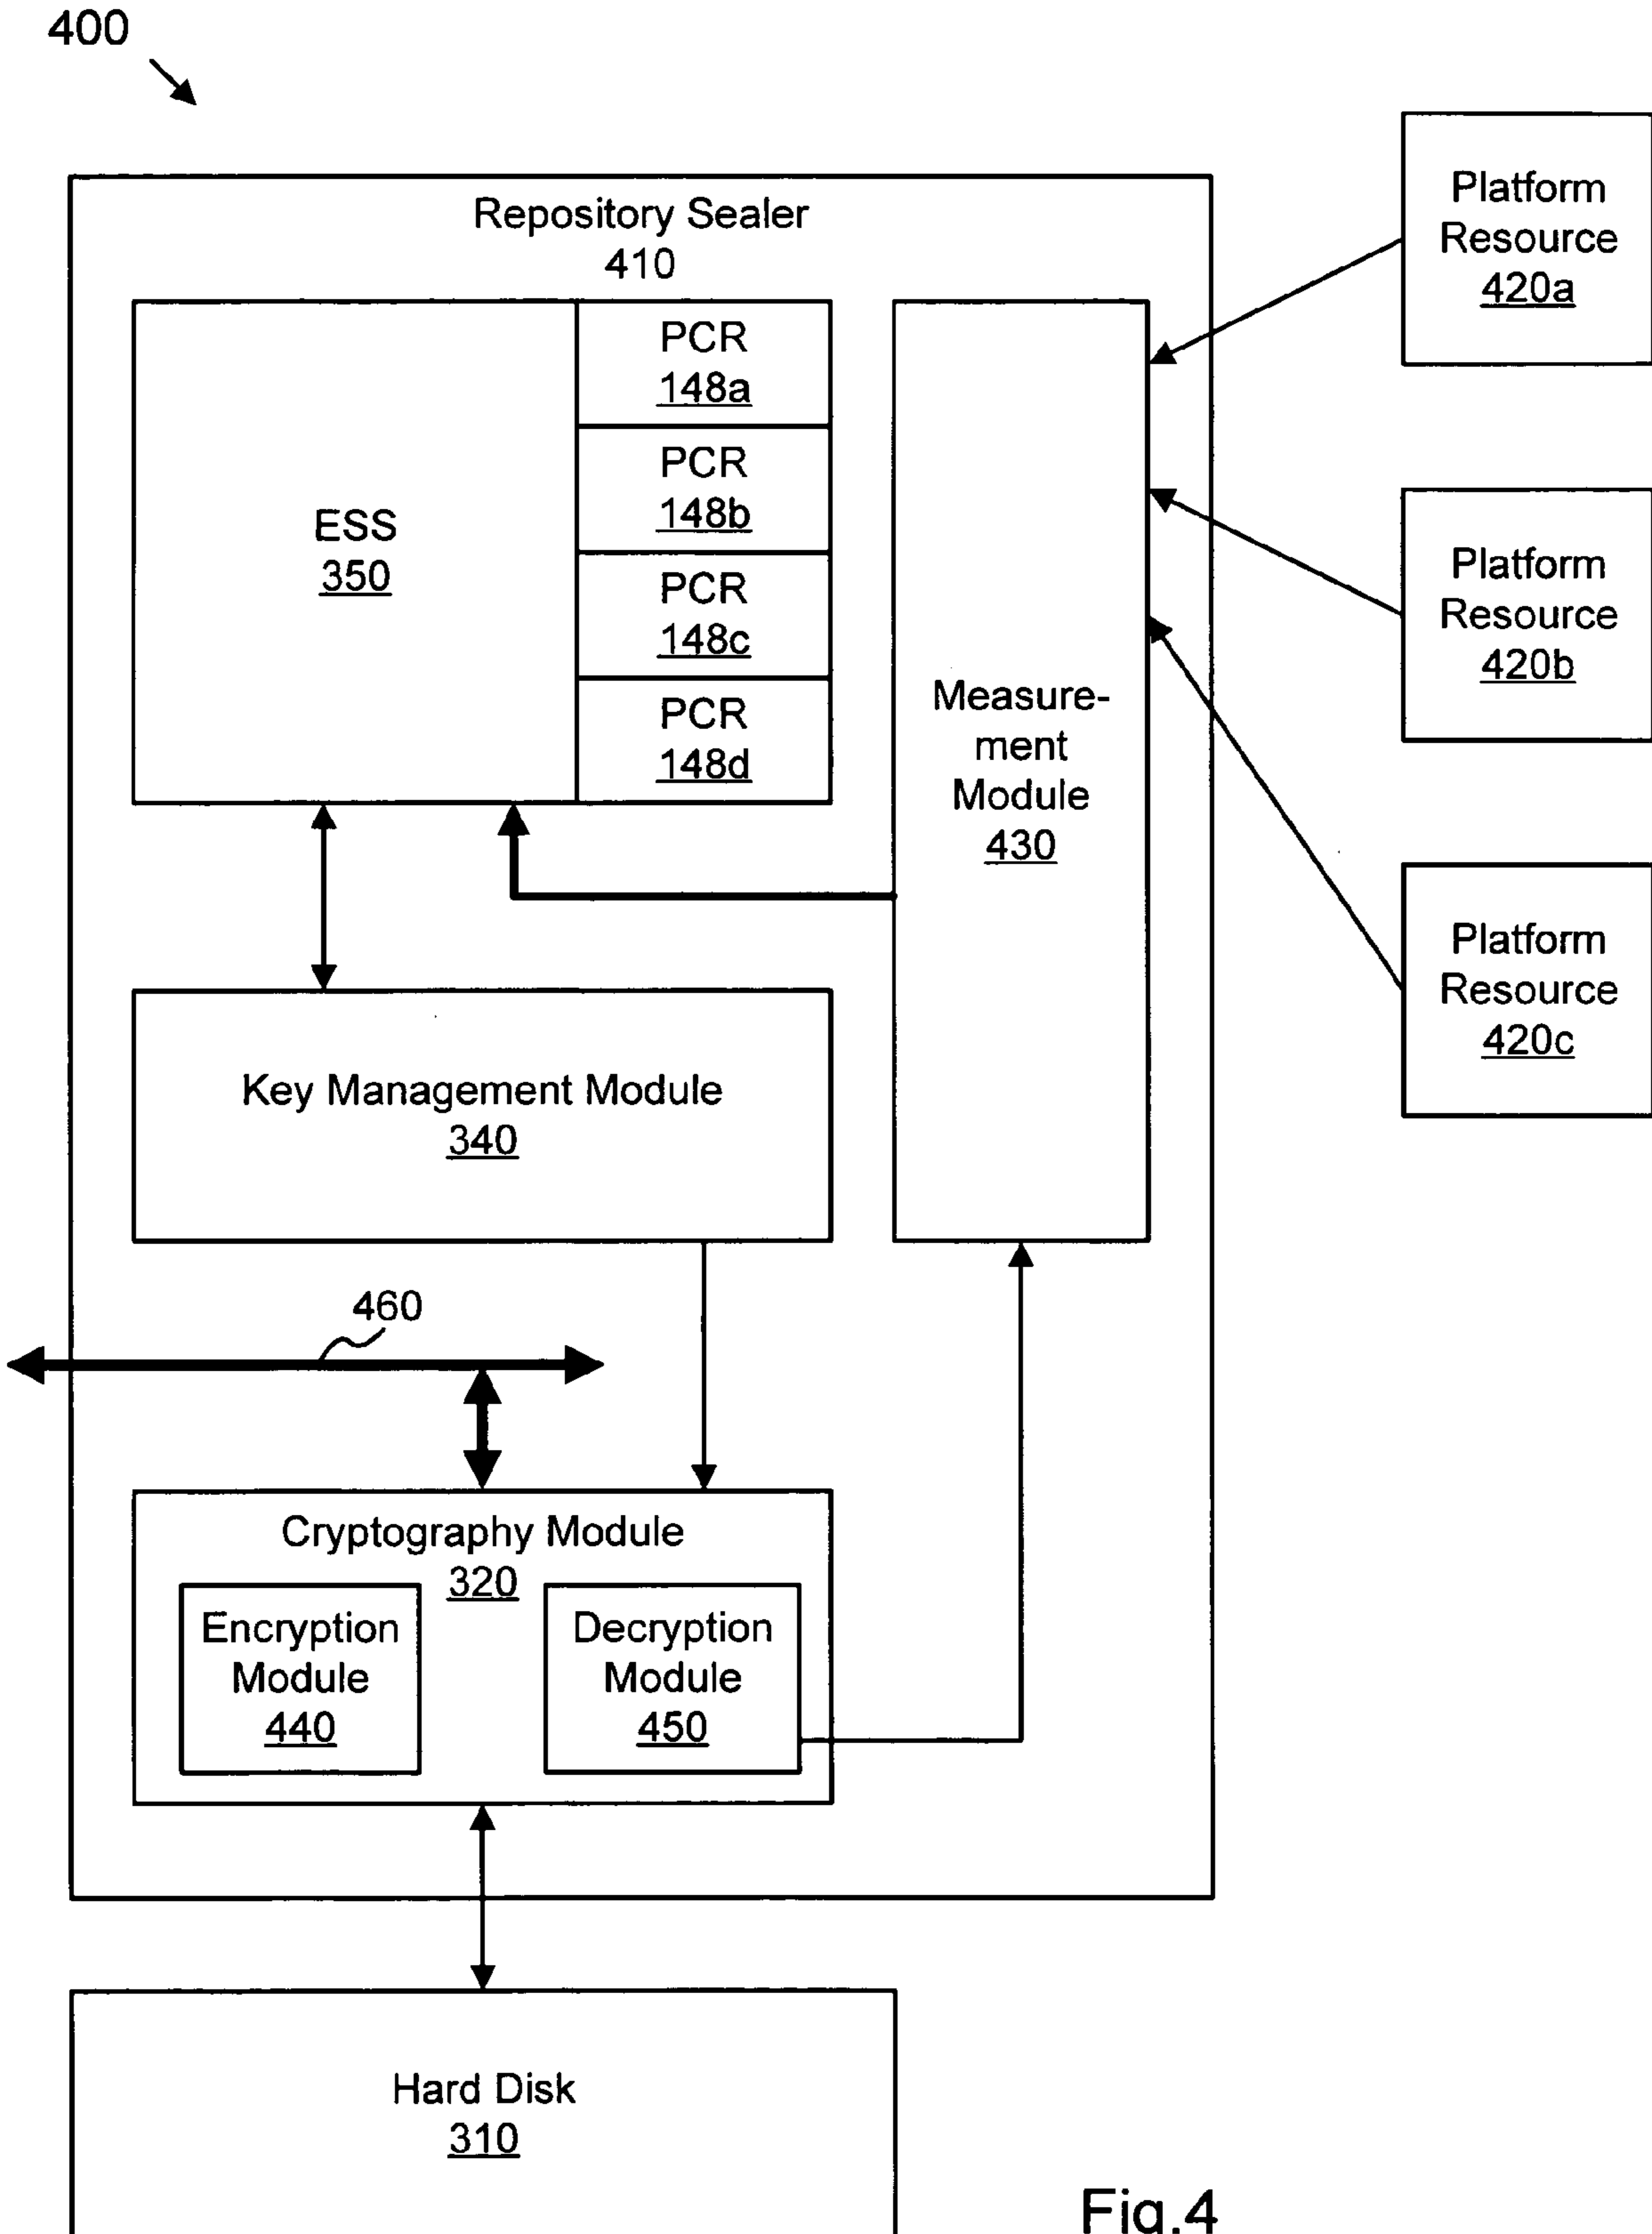 400
Repository Sealer
410
ESS
350
PCR
148a
PCR
148b
PCR
148c
PCR
148d
Measure-
ment
Module
430
Platform
Resource
420a
Platform
Resource
420b
Platform
Resource
420c
Key Management Module
340
460
Cryptography Module
320
Encryption
Module
440
Decryption
Module
450
Hard Disk
310
Fig.4